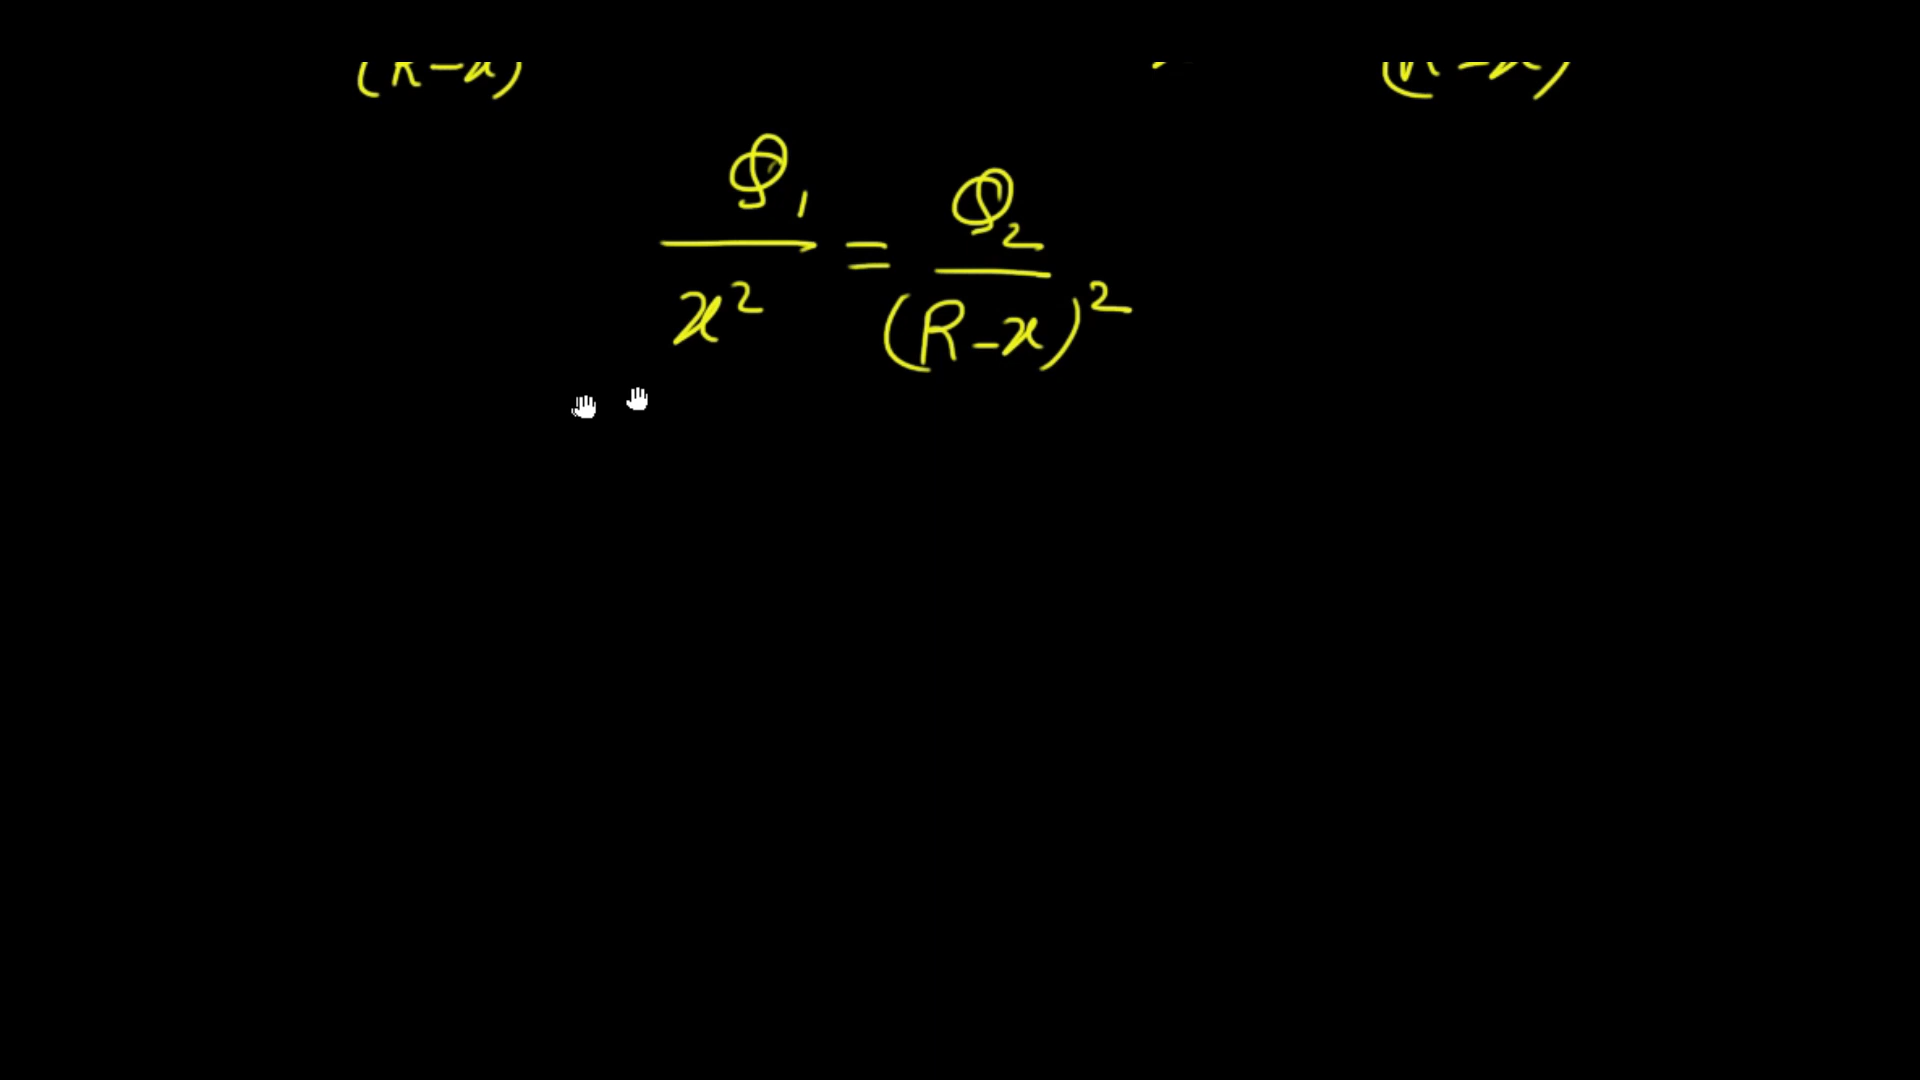 (R-x) (R-x)
Q₁/x² = Q₂/(R-x)²